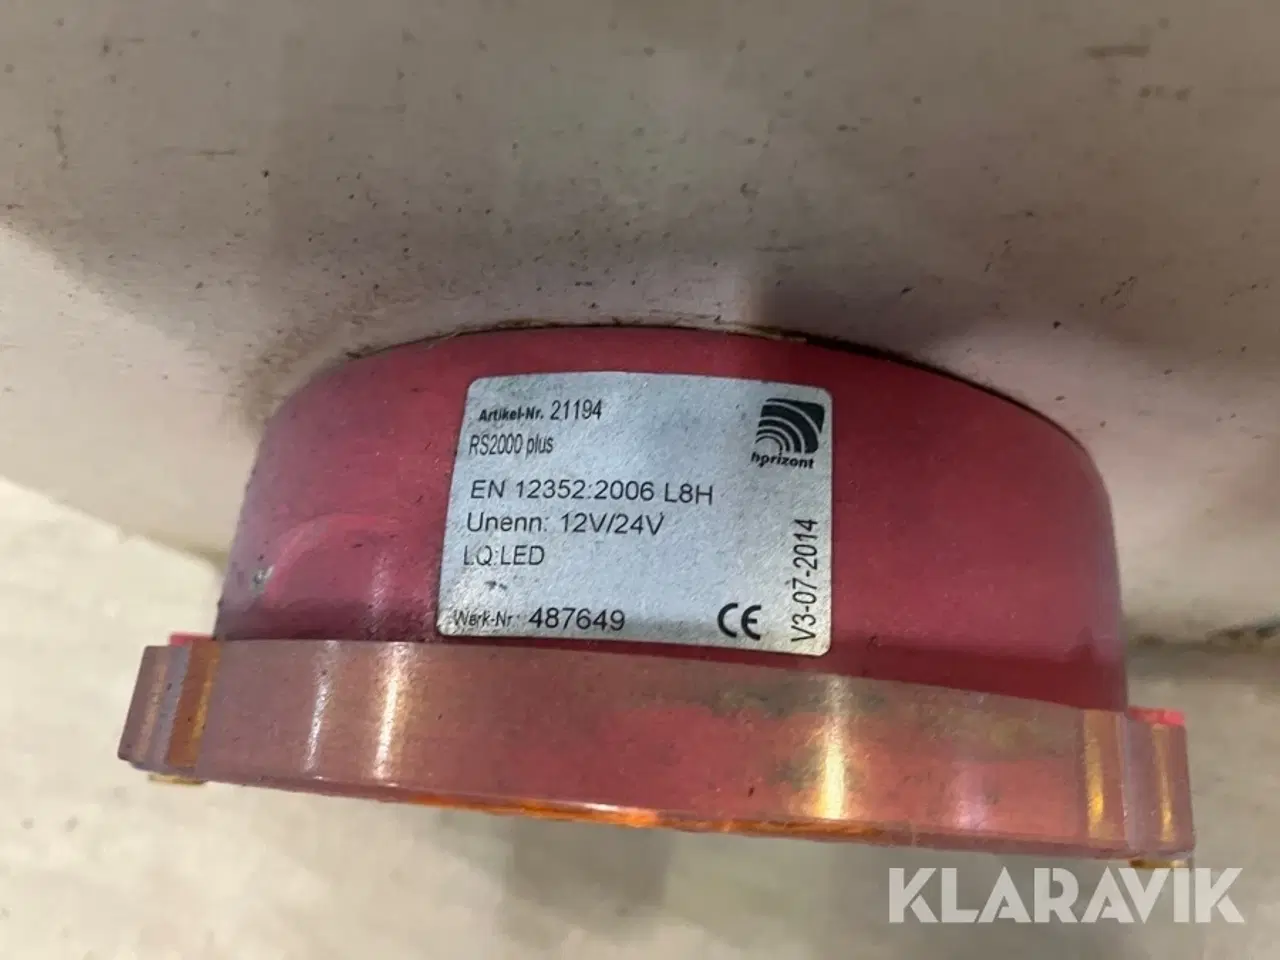 Artikel-Nr. 21194
RS2000 plus
horizont
EN 12352:2006 L8H
Unenn: 12V/24V
LQ:LED
Werk-Nr.: 487649
CE
V3-07-2014
KLARAVIK